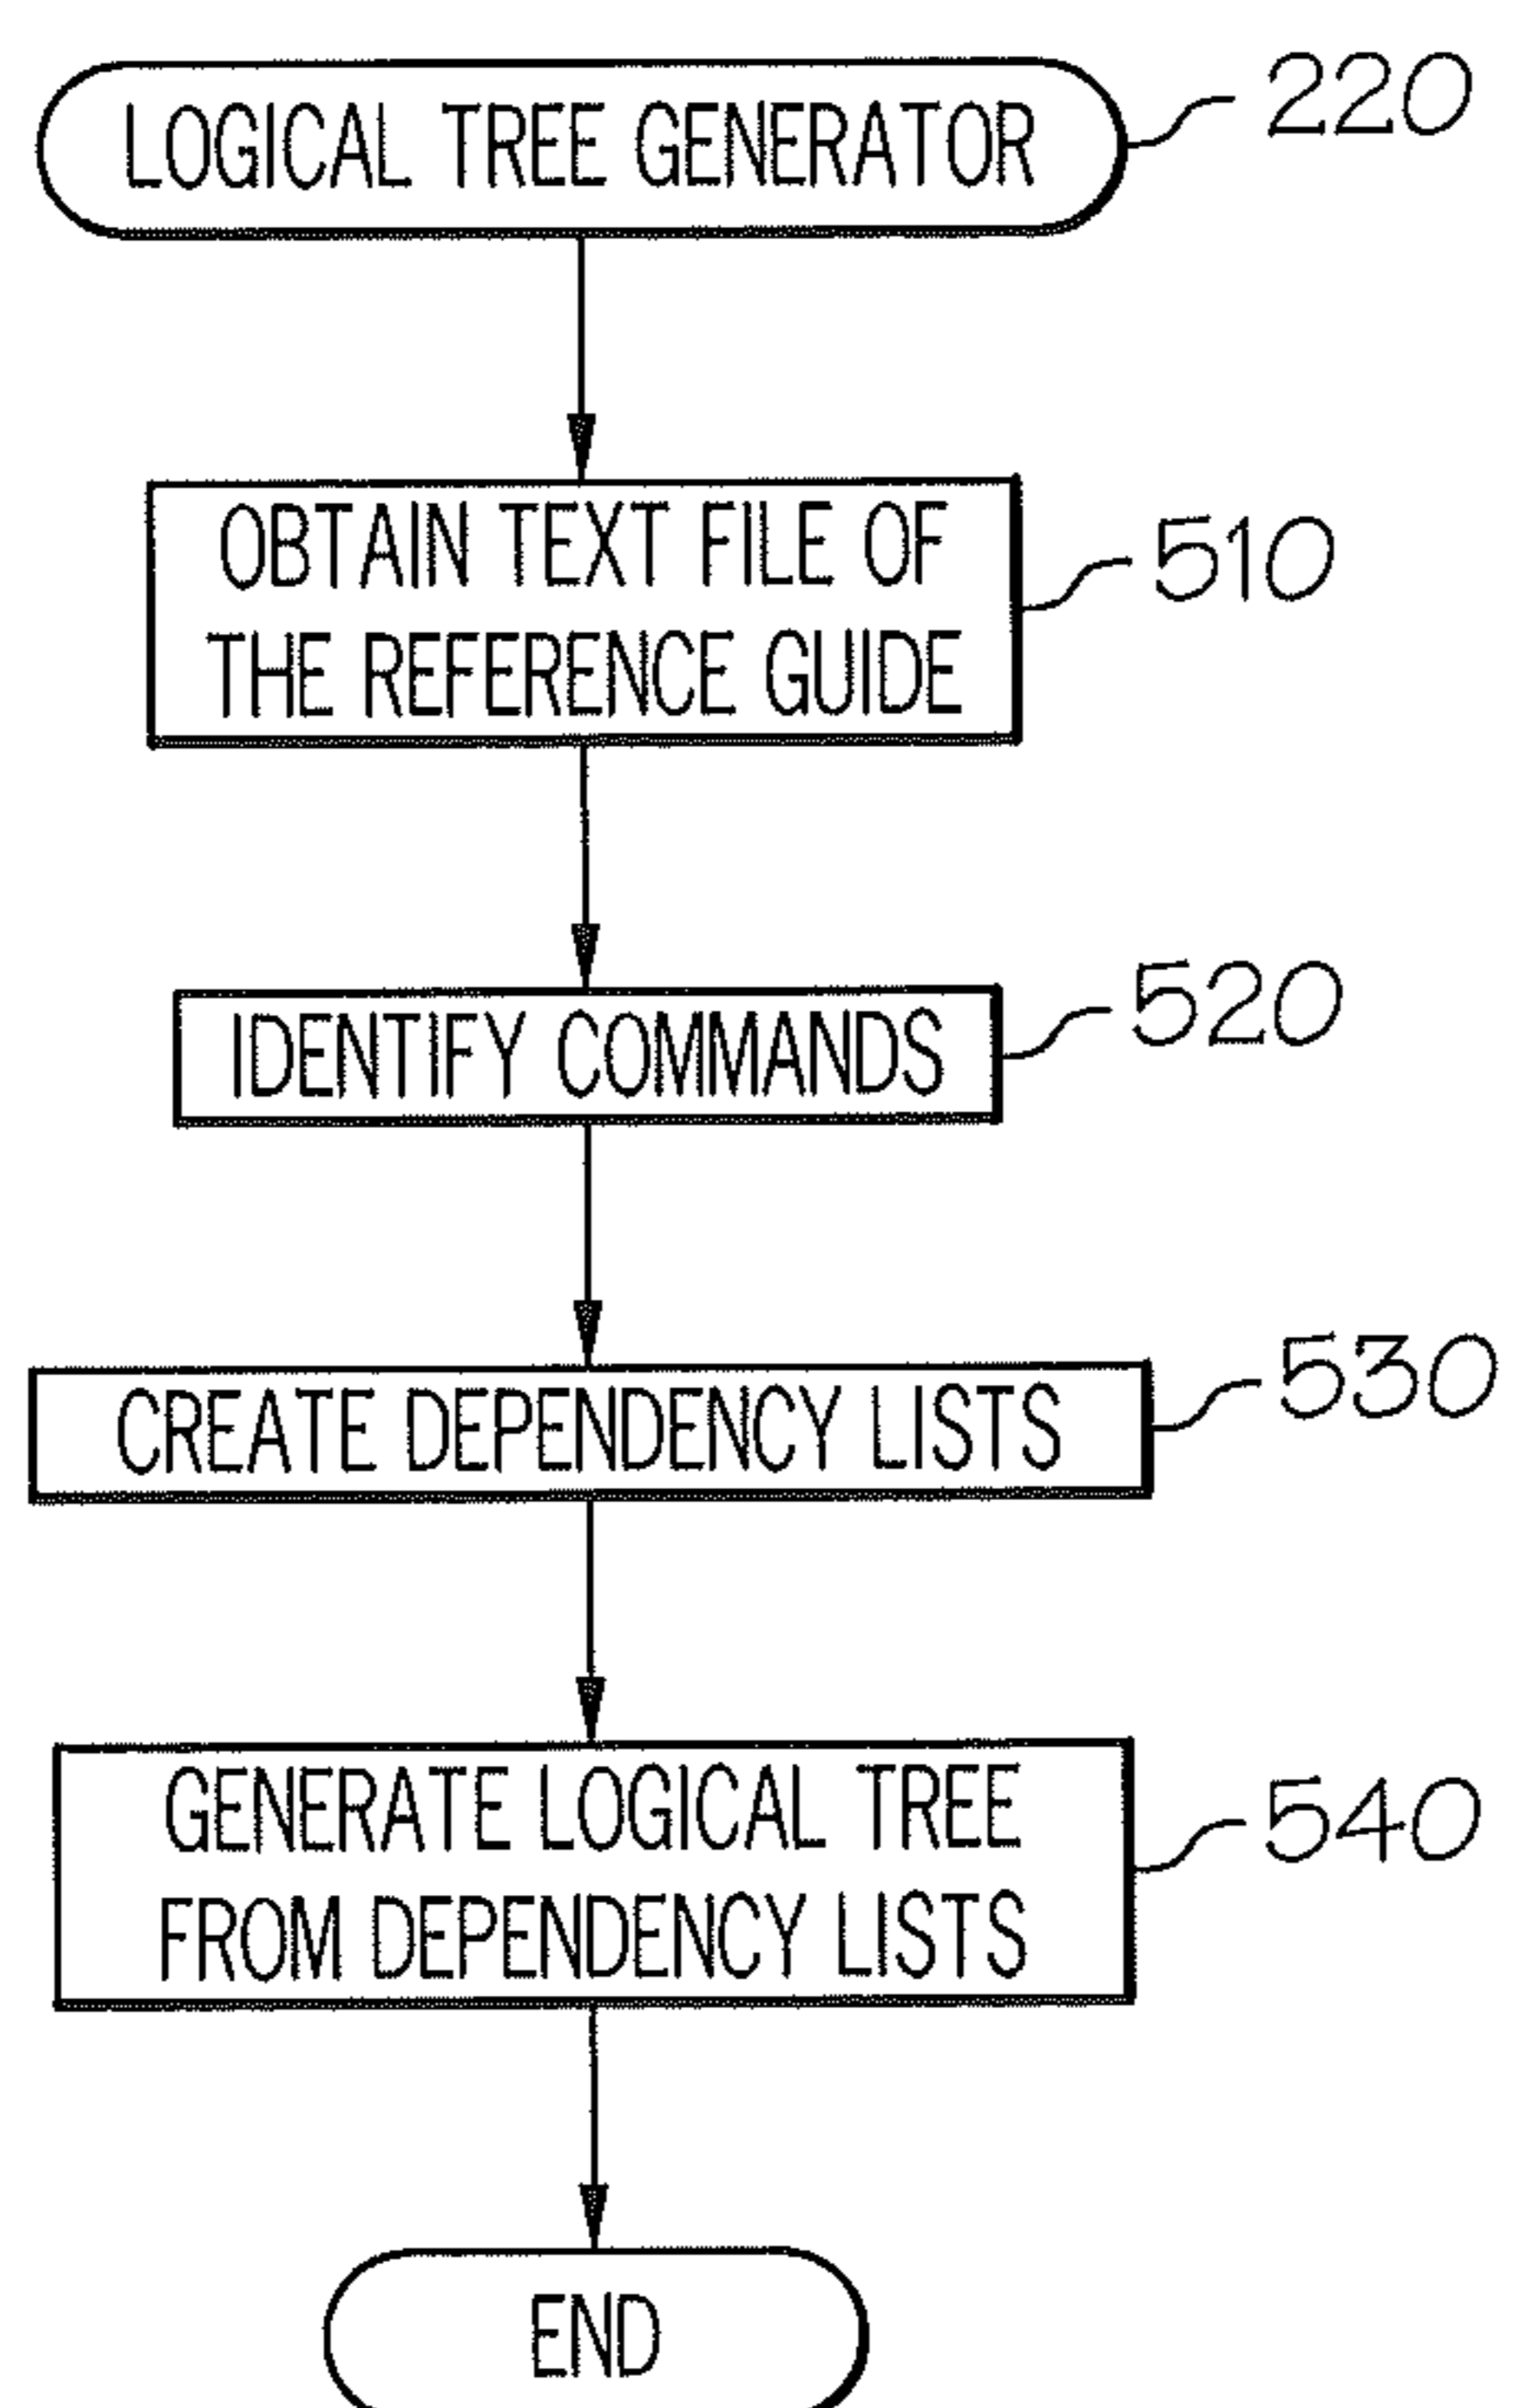 LOGICAL TREE GENERATOR
220
OBTAIN TEXT FILE OF
THE REFERENCE GUIDE
510
IDENTIFY COMMANDS
520
CREATE DEPENDENCY LISTS
530
GENERATE LOGICAL TREE
FROM DEPENDENCY LISTS
540
END